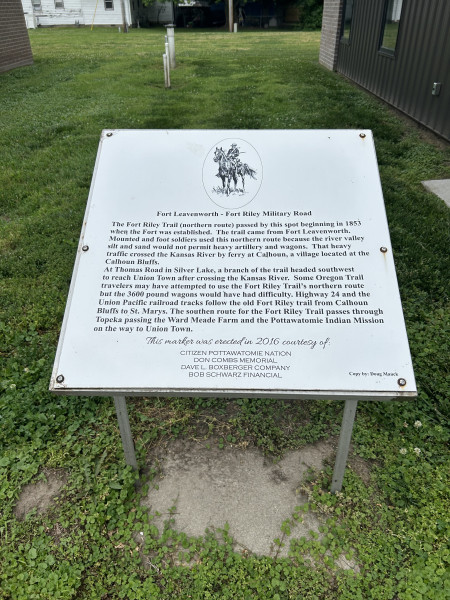 Fort Leavenworth - Fort Riley Military Road
The Fort Riley Trail (northern route) passed by this spot beginning in 1853
when the Fort was established. The trail came from Fort Leavenworth.
Mounted and foot soldiers used this northern route because the river valley
silt and sand would not permit heavy artillery and wagons. That heavy
traffic crossed the Kansas River by ferry at Calhoun, a village located at the
Calhoun Bluffs.
At Thomas Road in Silver Lake, a branch of the trail headed southwest
to reach Union Town after crossing the Kansas River. Some Oregon Trail
travelers may have attempted to use the Fort Riley Trail's northern route
but the 3600 pound wagons would have had difficulty. Highway 24 and the
Union Pacific railroad tracks follow the old Fort Riley trail from Calhoun
Bluffs to St. Marys. The southen route for the Fort Riley Trail passes through
Topeka passing the Ward Meade Farm and the Pottawatomie Indian Mission
on the way to Union Town.
This marker was erected in 2016 courtesy of:
CITIZEN POTTAWATOMIE NATION
DON COMBS MEMORIAL
DAVE L. BOXBERGER COMPANY
BOB SCHWARZ FINANCIAL
Copy by: Doug Mauch